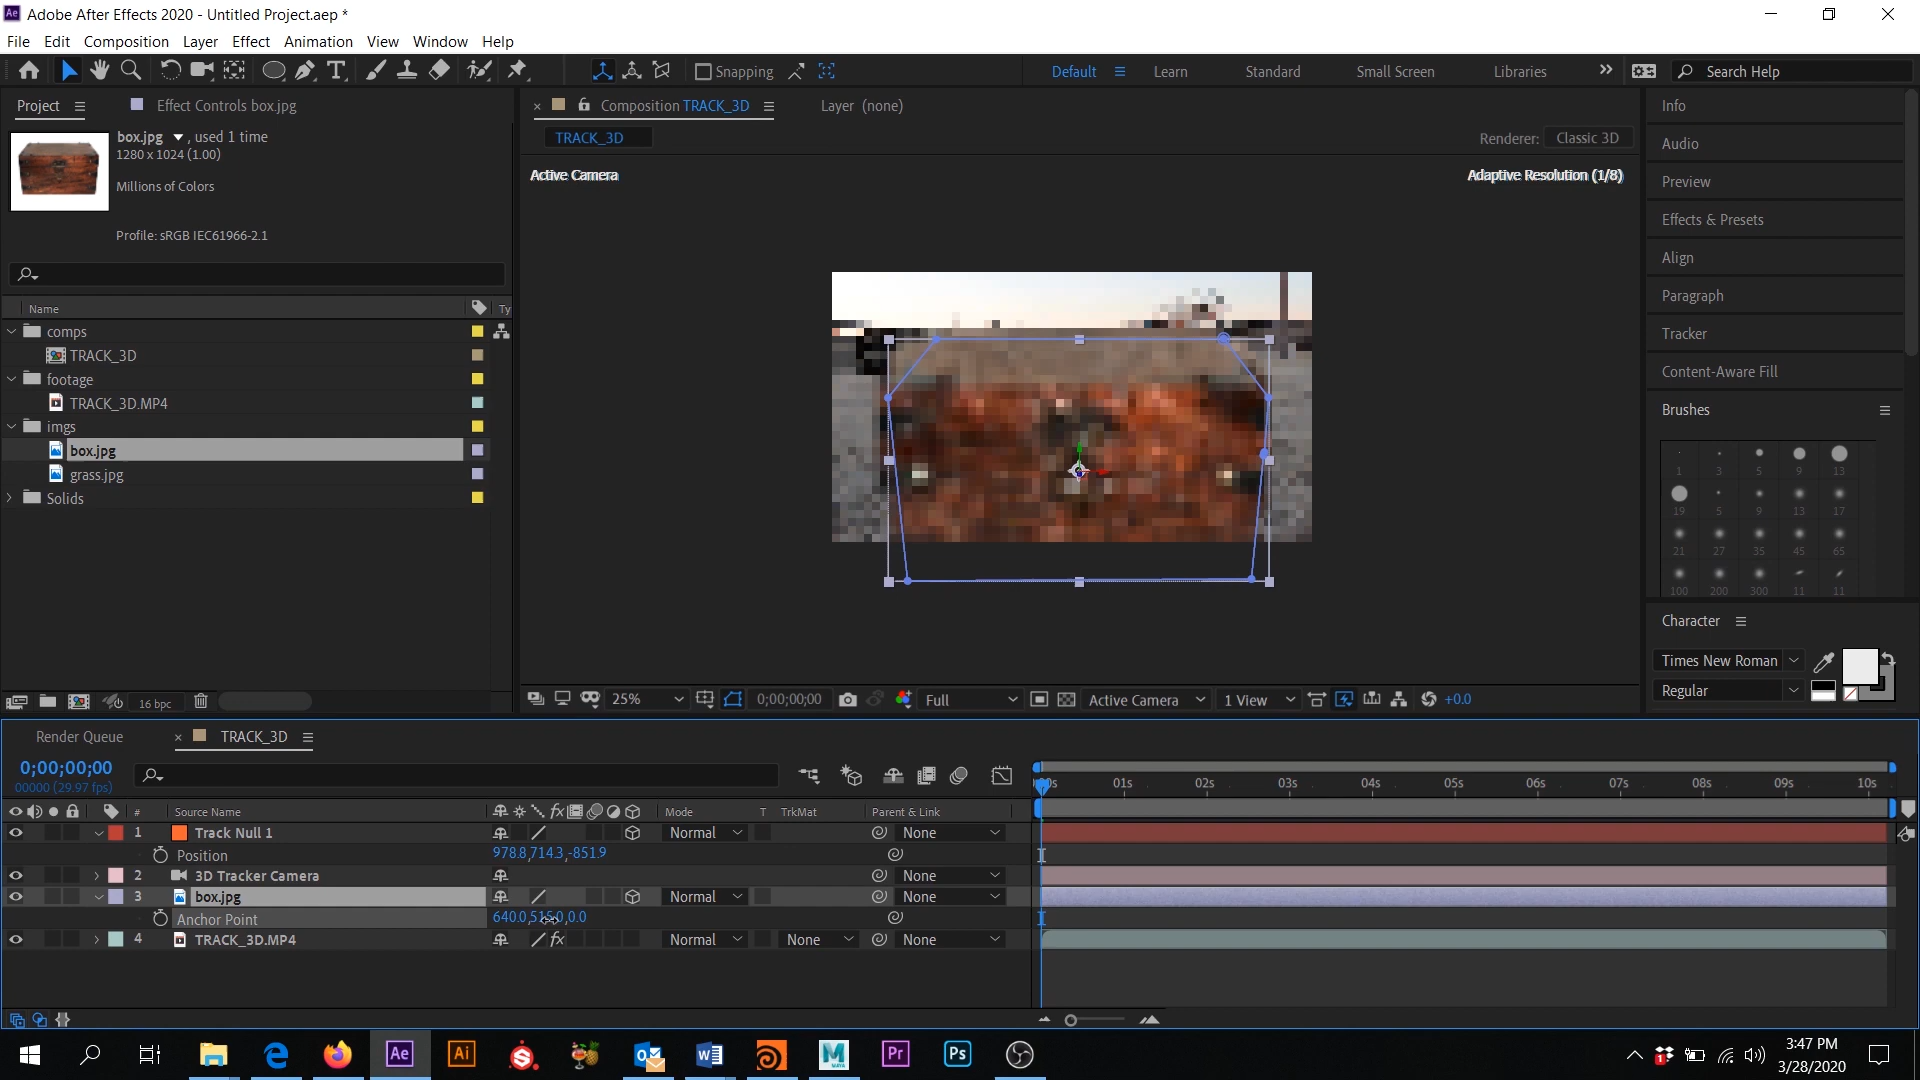 Ae Adobe After Effects 2020 - Untitled Project.aep *
File Edit Composition Layer Effect Animation View Window Help
Snapping
Default Learn Standard Small Screen Libraries Search Help
Project Effect Controls box.jpg
box.jpg , used 1 time
1280 x 1024 (1.00)
Millions of Colors
Profile: sRGB IEC61966-2.1
Name Ty
comps
TRACK_3D
footage
TRACK_3D.MP4
imgs
box.jpg
grass.jpg
Solids
16 bpc
Composition TRACK_3D Layer (none)
TRACK_3D
Renderer: Classic 3D
Active Camera
Adaptive Resolution (1/8)
25% 0;00;00;00 Full Active Camera 1 View +0.0
Info
Audio
Preview
Effects & Presets
Align
Paragraph
Tracker
Content-Aware Fill
Brushes
1 3 5 9 13
19 5 9 13 17
21 27 35 45 65
100 200 300 11 11
Character
Times New Roman
Regular
Render Queue TRACK_3D
0;00;00;00
00000 (29.97 fps)
01s 02s 03s 04s 05s 06s 07s 08s 09s 10s
# Source Name Mode T TrkMat Parent & Link
1 Track Null 1 Normal None
Position 978.8,714.3,-851.9
2 3D Tracker Camera None
3 box.jpg Normal None
Anchor Point 640.0, ,0.0
4 TRACK_3D.MP4 fx Normal None None
Ae Ai Pr Ps
3:47 PM
3/28/2020